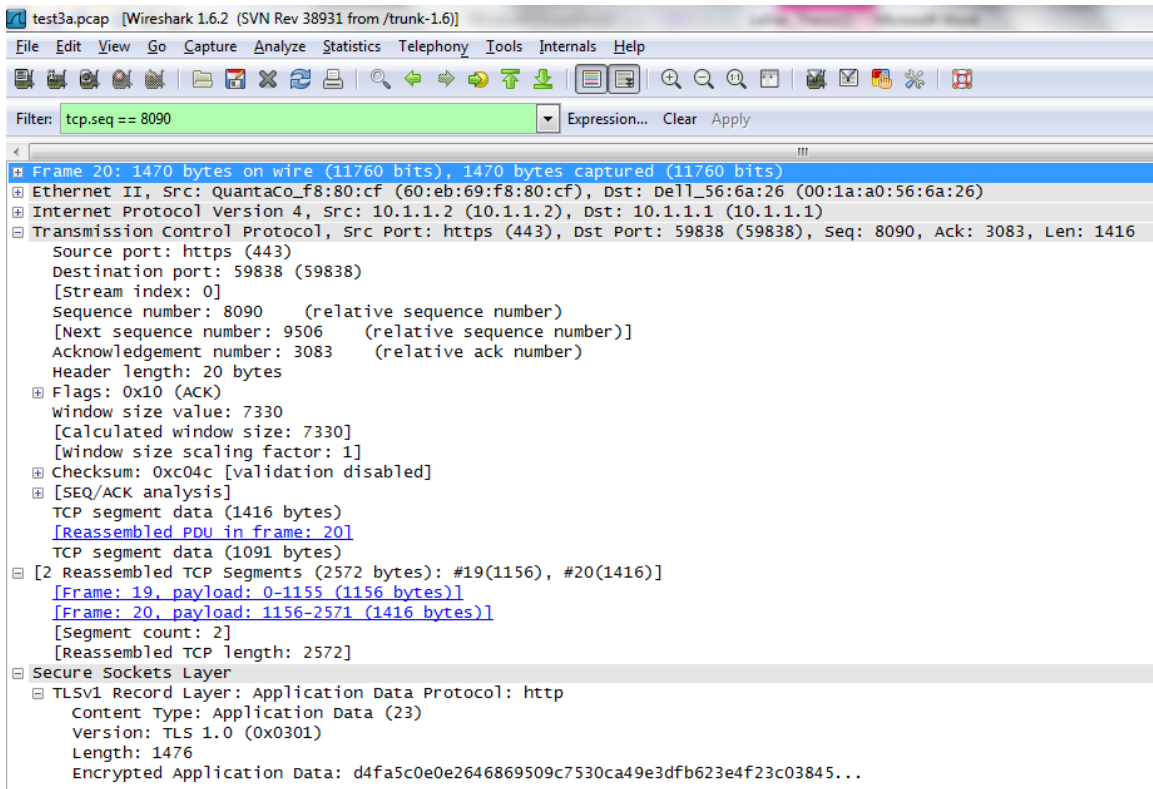 test3a.pcap [Wireshark 1.6.2 (SVN Rev 38931 from /trunk-1.6)]
File Edit View Go Capture Analyze Statistics Telephony Tools Internals Help
Filter: tcp.seq == 8090 Expression... Clear Apply
Frame 20: 1470 bytes on wire (11760 bits), 1470 bytes captured (11760 bits)
Ethernet II, Src: QuantaCo_f8:80:cf (60:eb:69:f8:80:cf), Dst: Dell_56:6a:26 (00:1a:a0:56:6a:26)
Internet Protocol Version 4, Src: 10.1.1.2 (10.1.1.2), Dst: 10.1.1.1 (10.1.1.1)
Transmission Control Protocol, Src Port: https (443), Dst Port: 59838 (59838), Seq: 8090, Ack: 3083, Len: 1416
Source port: https (443)
Destination port: 59838 (59838)
[Stream index: 0]
Sequence number: 8090 (relative sequence number)
[Next sequence number: 9506 (relative sequence number)]
Acknowledgement number: 3083 (relative ack number)
Header length: 20 bytes
Flags: 0x10 (ACK)
Window size value: 7330
[Calculated window size: 7330]
[Window size scaling factor: 1]
Checksum: 0xc04c [validation disabled]
[SEQ/ACK analysis]
TCP segment data (1416 bytes)
[Reassembled PDU in frame: 20]
TCP segment data (1091 bytes)
[2 Reassembled TCP Segments (2572 bytes): #19(1156), #20(1416)]
[Frame: 19, payload: 0-1155 (1156 bytes)]
[Frame: 20, payload: 1156-2571 (1416 bytes)]
[Segment count: 2]
[Reassembled TCP length: 2572]
Secure Sockets Layer
TLSv1 Record Layer: Application Data Protocol: http
Content Type: Application Data (23)
Version: TLS 1.0 (0x0301)
Length: 1476
Encrypted Application Data: d4fa5c0e0e2646869509c7530ca49e3dfb623e4f23c03845...